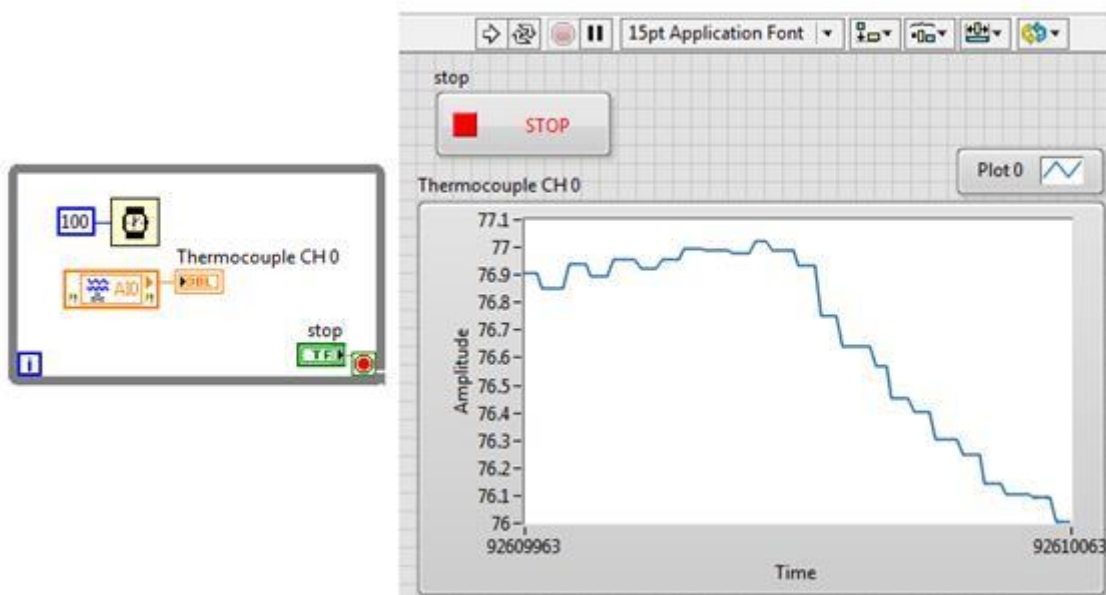 100
Thermocouple CH 0
AI0
DBL
stop
TF
i
15pt Application Font
stop
STOP
Plot 0
Thermocouple CH 0
77.1
77
76.9
76.8
76.7
76.6
76.5
76.4
76.3
76.2
76.1
76
Amplitude
92609963
92610063
Time